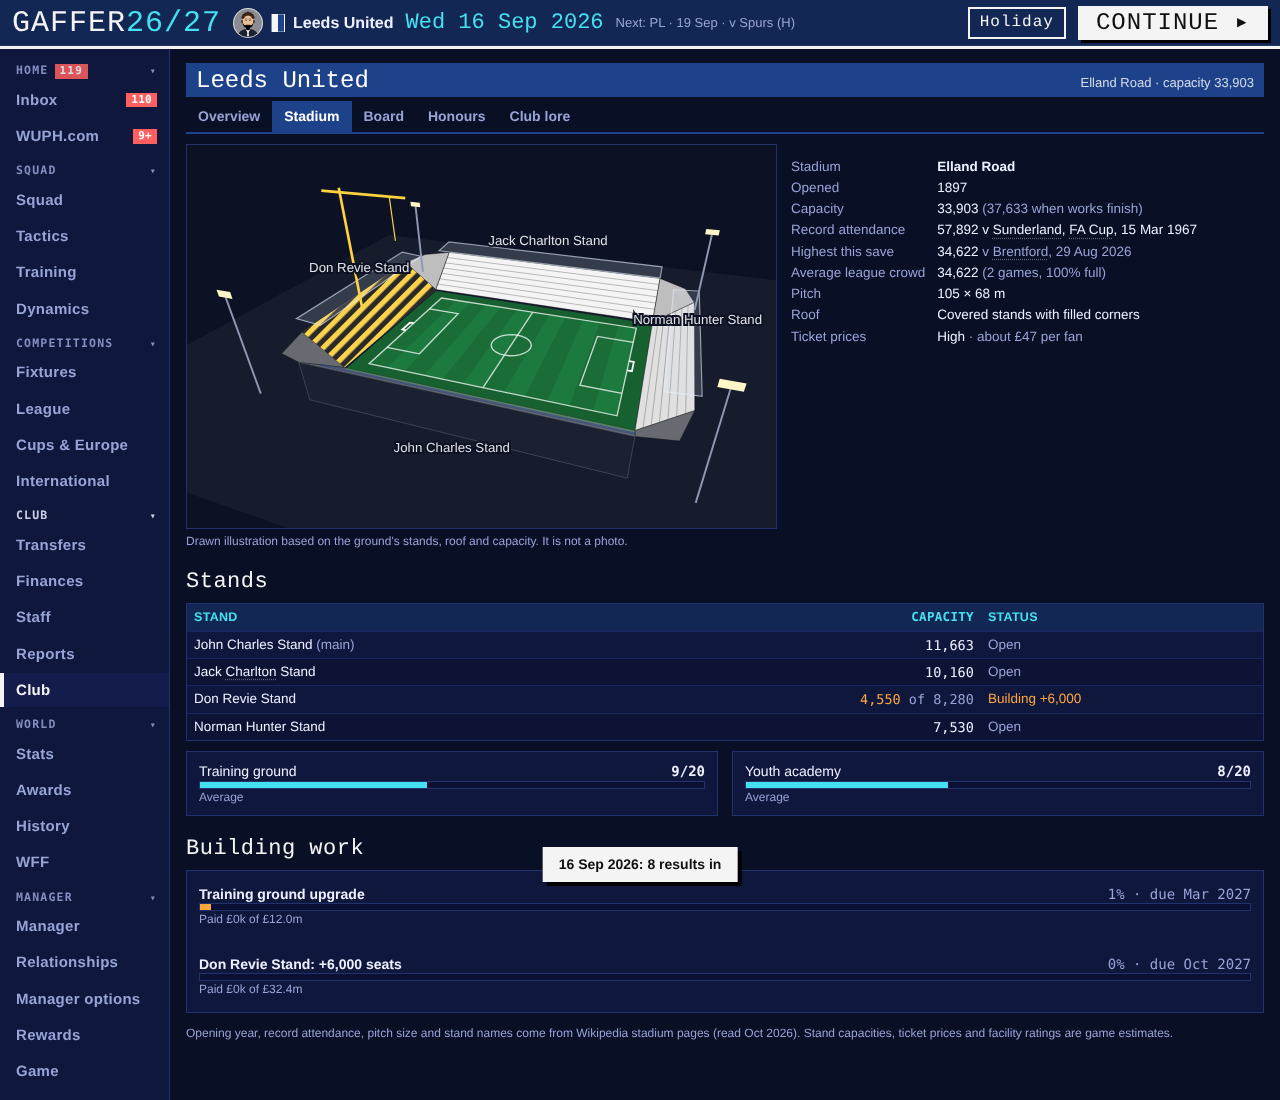 GAFFER26/27
Leeds United
Wed 16 Sep 2026
Next: PL · 19 Sep · v Spurs (H)
Holiday
CONTINUE ►
HOME 119
Inbox 110
WUPH.com 9+
SQUAD
Squad
Tactics
Training
Dynamics
COMPETITIONS
Fixtures
League
Cups & Europe
International
CLUB
Transfers
Finances
Staff
Reports
Club
WORLD
Stats
Awards
History
WFF
MANAGER
Manager
Relationships
Manager options
Rewards
Game
Leeds United
Elland Road · capacity 33,903
Overview Stadium Board Honours Club lore
Jack Charlton Stand
Don Revie Stand
Norman Hunter Stand
John Charles Stand
Drawn illustration based on the ground's stands, roof and capacity. It is not a photo.
Stadium Elland Road
Opened 1897
Capacity 33,903 (37,633 when works finish)
Record attendance 57,892 v Sunderland, FA Cup, 15 Mar 1967
Highest this save 34,622 v Brentford, 29 Aug 2026
Average league crowd 34,622 (2 games, 100% full)
Pitch 105 × 68 m
Roof Covered stands with filled corners
Ticket prices High · about £47 per fan
Stands
STAND CAPACITY STATUS
John Charles Stand (main) 11,663 Open
Jack Charlton Stand 10,160 Open
Don Revie Stand 4,550 of 8,280 Building +6,000
Norman Hunter Stand 7,530 Open
Training ground 9/20
Average
Youth academy 8/20
Average
Building work
16 Sep 2026: 8 results in
Training ground upgrade 1% · due Mar 2027
Paid £0k of £12.0m
Don Revie Stand: +6,000 seats 0% · due Oct 2027
Paid £0k of £32.4m
Opening year, record attendance, pitch size and stand names come from Wikipedia stadium pages (read Oct 2026). Stand capacities, ticket prices and facility ratings are game estimates.